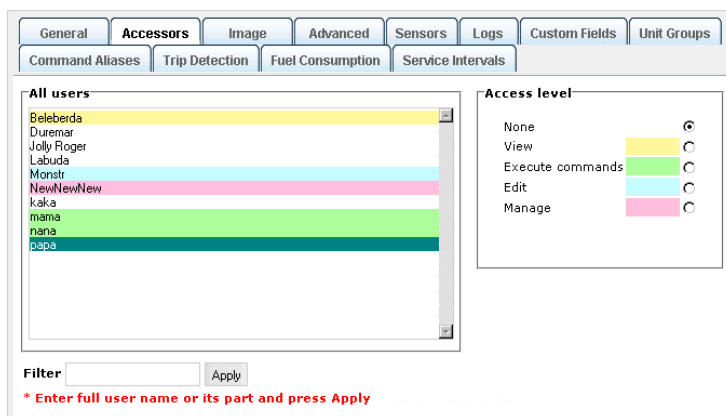 General Accessors Image Advanced Sensors Logs Custom Fields Unit Groups
Command Aliases Trip Detection Fuel Consumption Service Intervals
All users
Beleberda
Duremar
Jolly Roger
Labuda
Monstr
NewNewNew
kaka
mama
nana
papa
Access level
None
View
Execute commands
Edit
Manage
Filter Apply
* Enter full user name or its part and press Apply